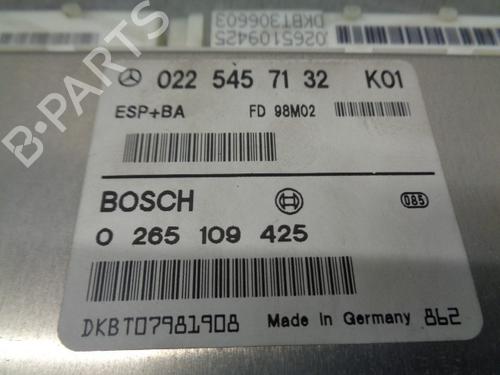 0265109425
DKBT306603
022 545 71 32 K01
ESP+BA FD 98M02
BOSCH 085
0 265 109 425
DKBT07981908 Made in Germany 862
B-PARTS